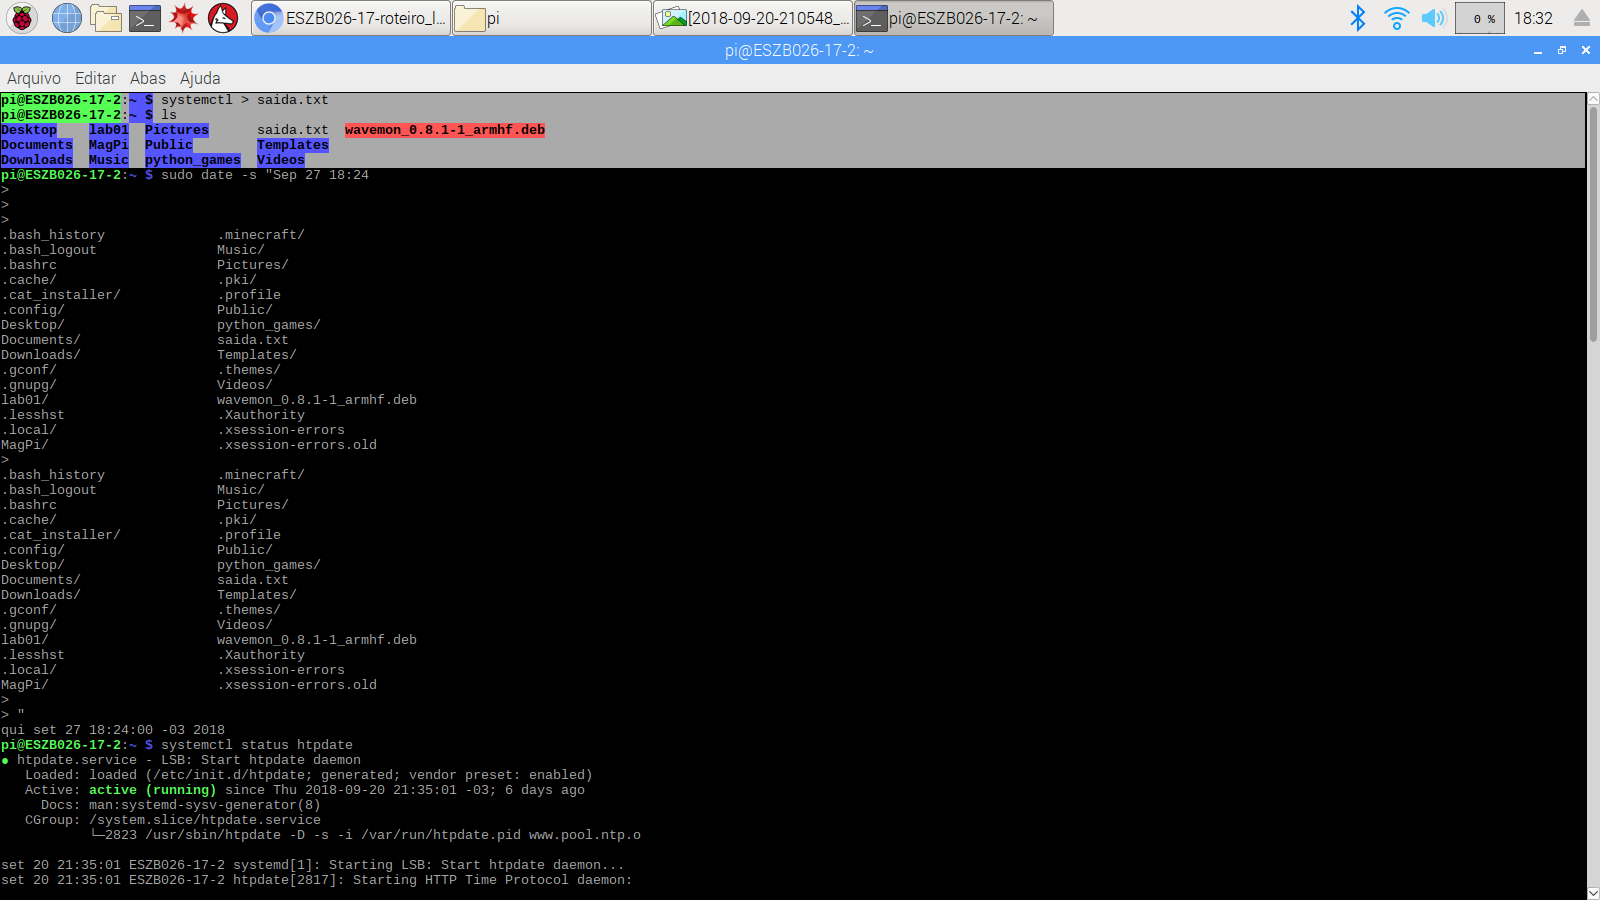 ESZB026-17-roteiro_l...
pi
[2018-09-20-210548_...
pi@ESZB026-17-2: ~
0 %
18:32
pi@ESZB026-17-2: ~
Arquivo Editar Abas Ajuda
pi@ESZB026-17-2:~ $ systemctl > saida.txt
pi@ESZB026-17-2:~ $ ls
Desktop lab01 Pictures saida.txt wavemon_0.8.1-1_armhf.deb
Documents MagPi Public Templates
Downloads Music python_games Videos
pi@ESZB026-17-2:~ $ sudo date -s "Sep 27 18:24
>
>
>
.bash_history .minecraft/
.bash_logout Music/
.bashrc Pictures/
.cache/ .pki/
.cat_installer/ .profile
.config/ Public/
Desktop/ python_games/
Documents/ saida.txt
Downloads/ Templates/
.gconf/ .themes/
.gnupg/ Videos/
lab01/ wavemon_0.8.1-1_armhf.deb
.lesshst .Xauthority
.local/ .xsession-errors
MagPi/ .xsession-errors.old
>
.bash_history .minecraft/
.bash_logout Music/
.bashrc Pictures/
.cache/ .pki/
.cat_installer/ .profile
.config/ Public/
Desktop/ python_games/
Documents/ saida.txt
Downloads/ Templates/
.gconf/ .themes/
.gnupg/ Videos/
lab01/ wavemon_0.8.1-1_armhf.deb
.lesshst .Xauthority
.local/ .xsession-errors
MagPi/ .xsession-errors.old
>
> "
qui set 27 18:24:00 -03 2018
pi@ESZB026-17-2:~ $ systemctl status htpdate
● htpdate.service - LSB: Start htpdate daemon
Loaded: loaded (/etc/init.d/htpdate; generated; vendor preset: enabled)
Active: active (running) since Thu 2018-09-20 21:35:01 -03; 6 days ago
Docs: man:systemd-sysv-generator(8)
CGroup: /system.slice/htpdate.service
└─2823 /usr/sbin/htpdate -D -s -i /var/run/htpdate.pid www.pool.ntp.o
set 20 21:35:01 ESZB026-17-2 systemd[1]: Starting LSB: Start htpdate daemon...
set 20 21:35:01 ESZB026-17-2 htpdate[2817]: Starting HTTP Time Protocol daemon: